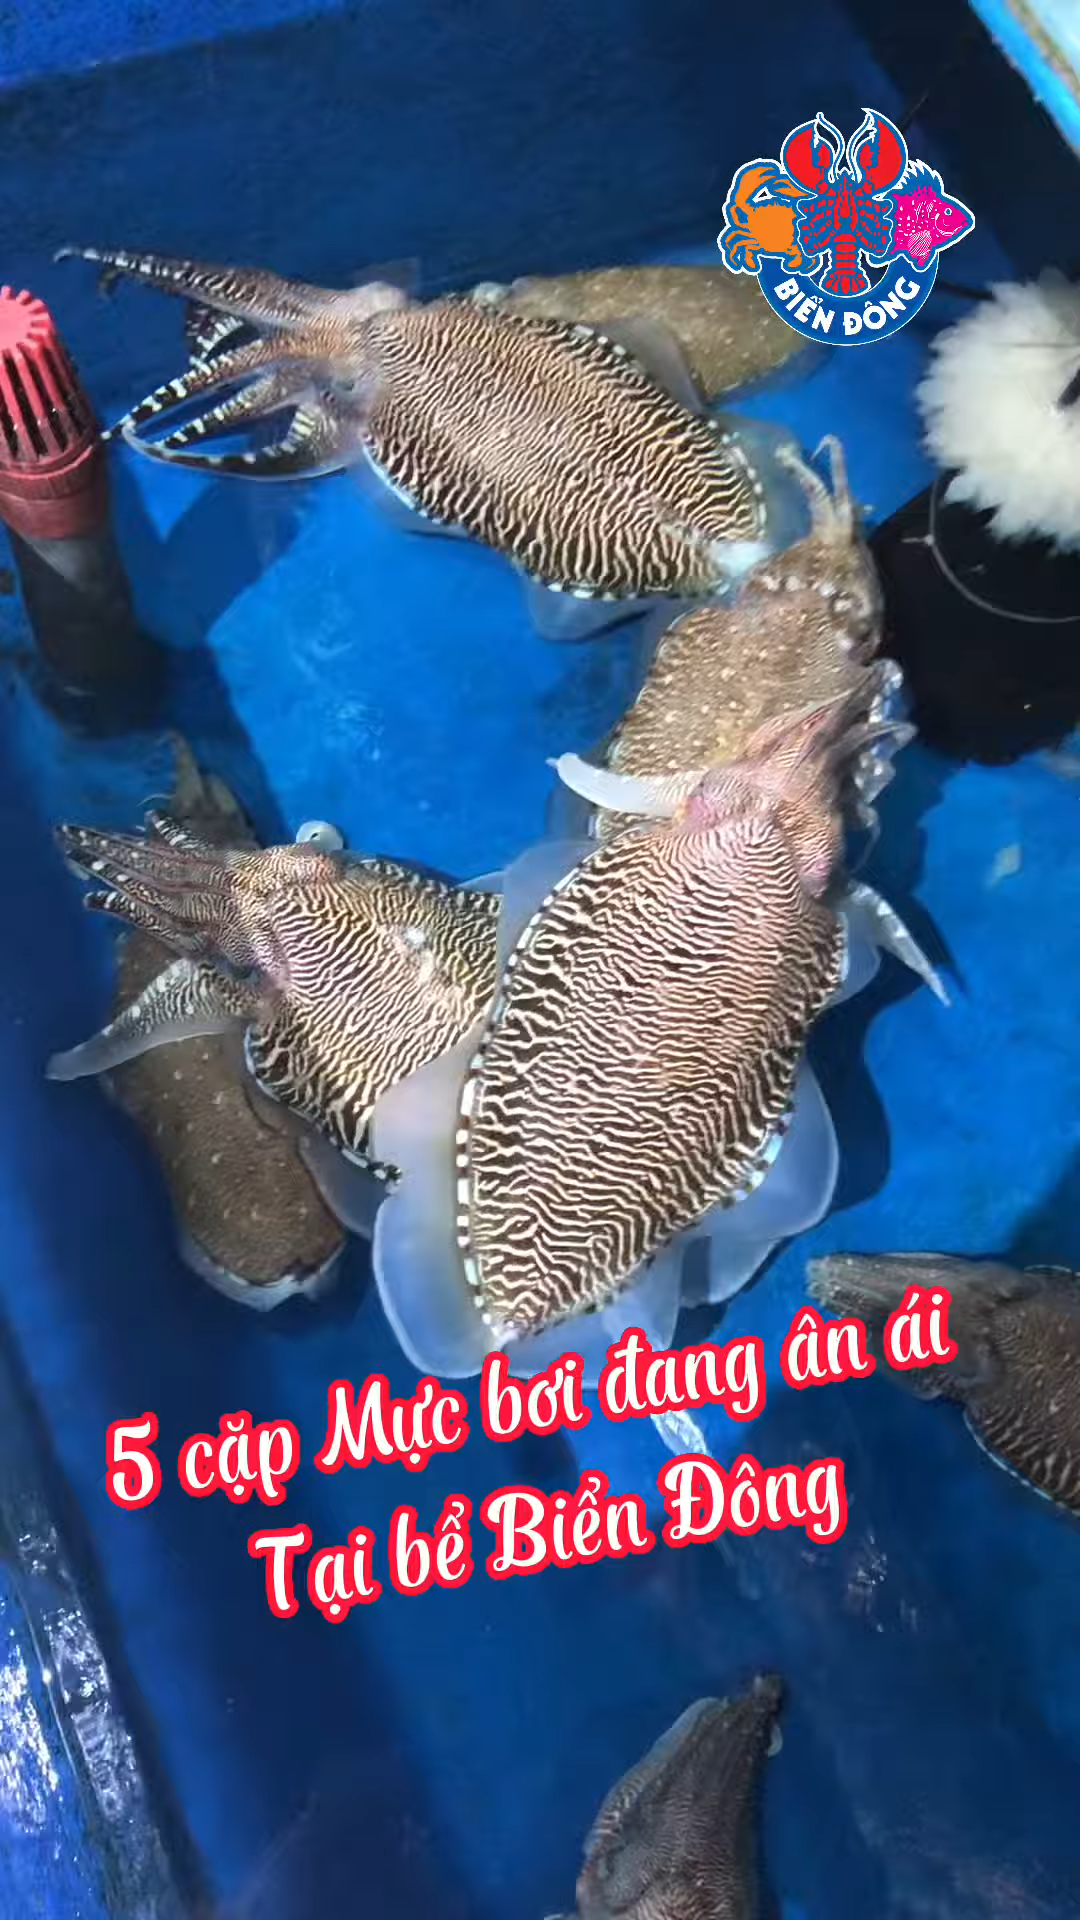 BIỂN ĐÔNG
5 cặp Mực bơi đang ân ái
Tại bể Biển Đông